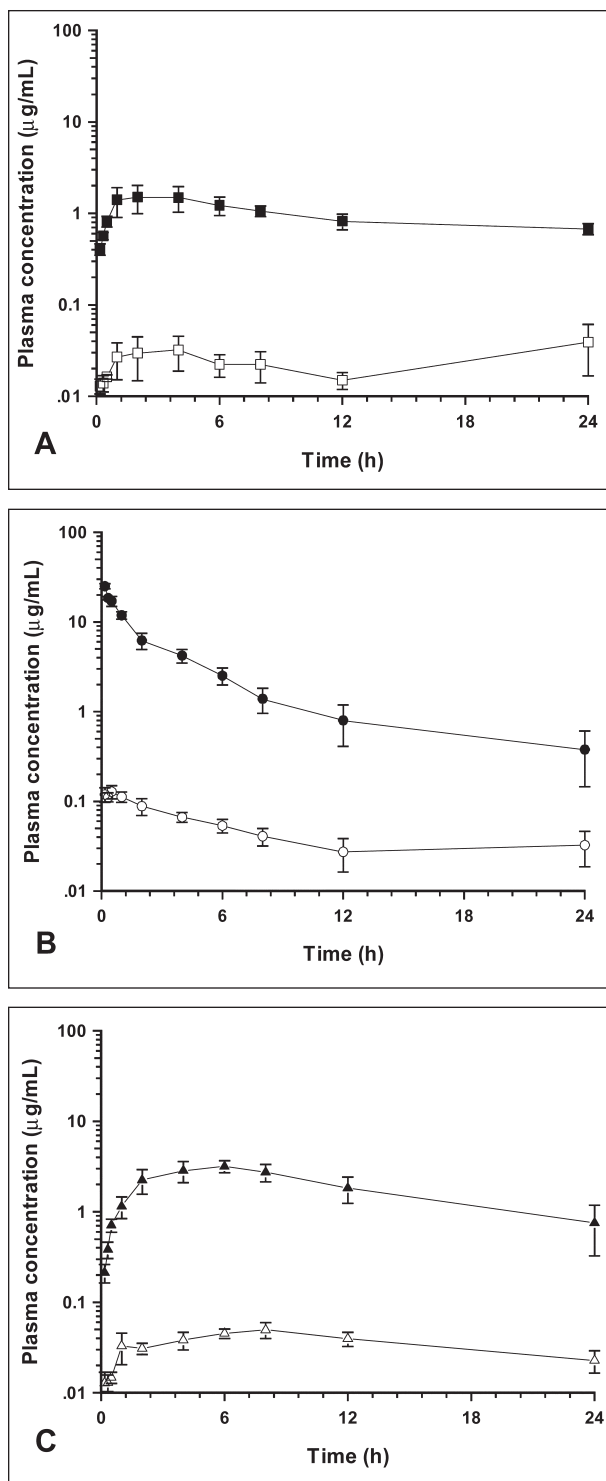 100
10
1
0.1
.01
Plasma concentration (μg/mL)
0 6 12 18 24
Time (h)
A
100
10
1
0.1
.01
Plasma concentration (μg/mL)
0 6 12 18 24
Time (h)
B
100
10
1
0.1
.01
Plasma concentration (μg/mL)
0 6 12 18 24
Time (h)
C